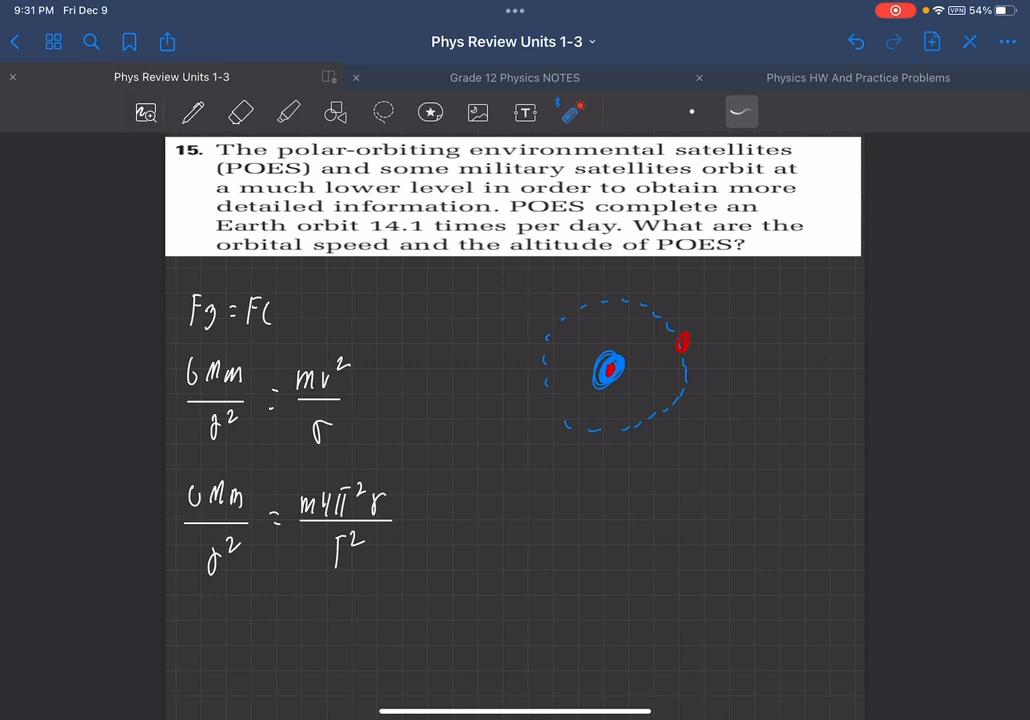 9:31 PM Fri Dec 9
VPN 54%
Phys Review Units 1-3
Phys Review Units 1-3
Grade 12 Physics NOTES
Physics HW And Practice Problems
15. The polar-orbiting environmental satellites
(POES) and some military satellites orbit at
a much lower level in order to obtain more
detailed information. POES complete an
Earth orbit 14.1 times per day. What are the
orbital speed and the altitude of POES?
Fg = FC
GMm/r² = mv²/r
GMm/r² = m4π²r/T²